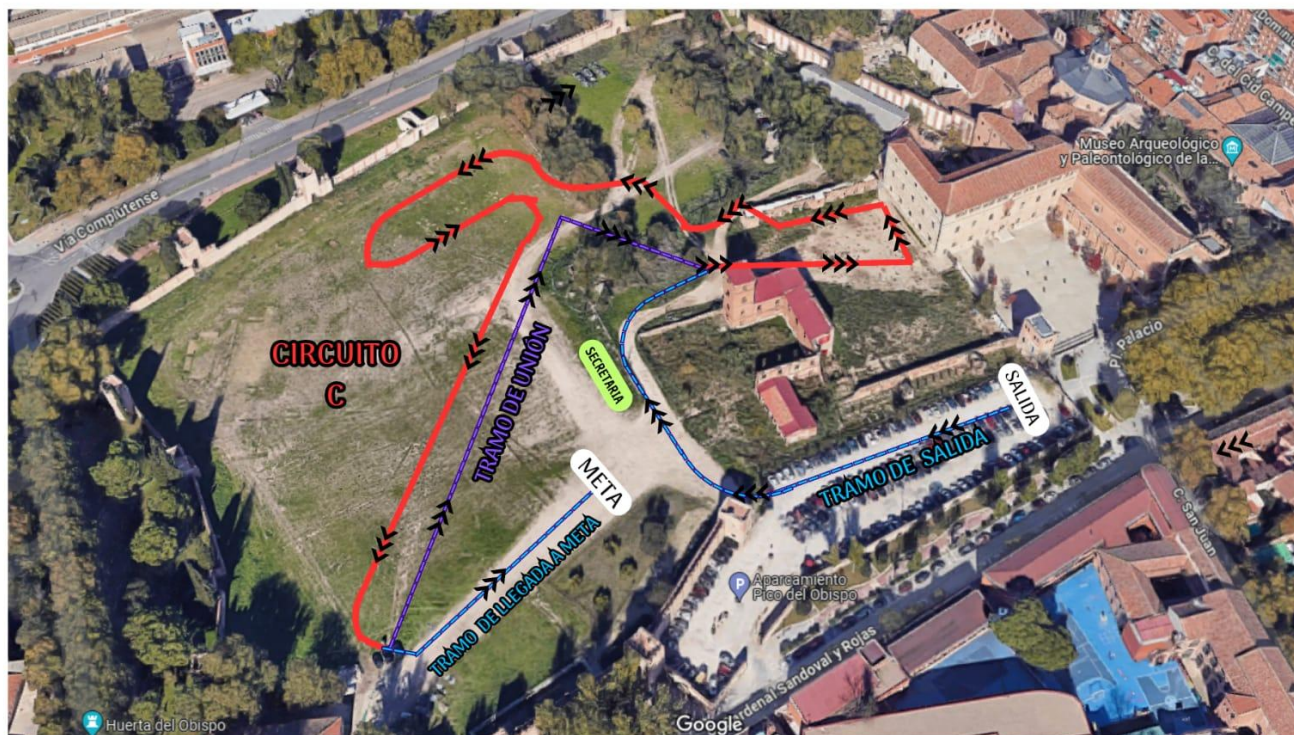 Museo Arqueológico
y Paleontológico de la...
Vía Complutense
CIRCUITO
C
TRAMO DE UNIÓN
SECRETARIA
META
TRAMO DE LLEGADA A META
SALIDA
TRAMO DE SALIDA
Pl. Palacio
C. San Juan
P
Aparcamiento
Pico del Obispo
Cardenal Sandoval y Rojas
Huerta del Obispo
Google